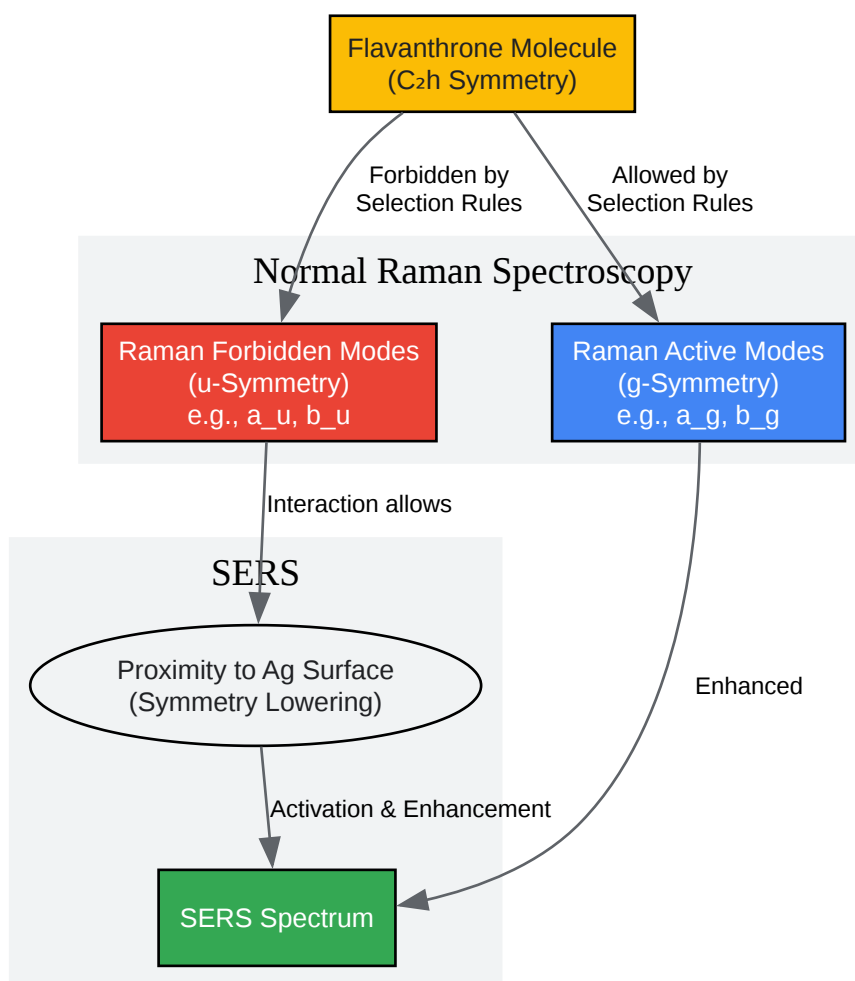 Flavanthrone Molecule
(C₂h Symmetry)
Forbidden by
Selection Rules
Allowed by
Selection Rules
Normal Raman Spectroscopy
Raman Forbidden Modes
(u-Symmetry)
e.g., a_u, b_u
Raman Active Modes
(g-Symmetry)
e.g., a_g, b_g
Interaction allows
SERS
Proximity to Ag Surface
(Symmetry Lowering)
Enhanced
Activation & Enhancement
SERS Spectrum